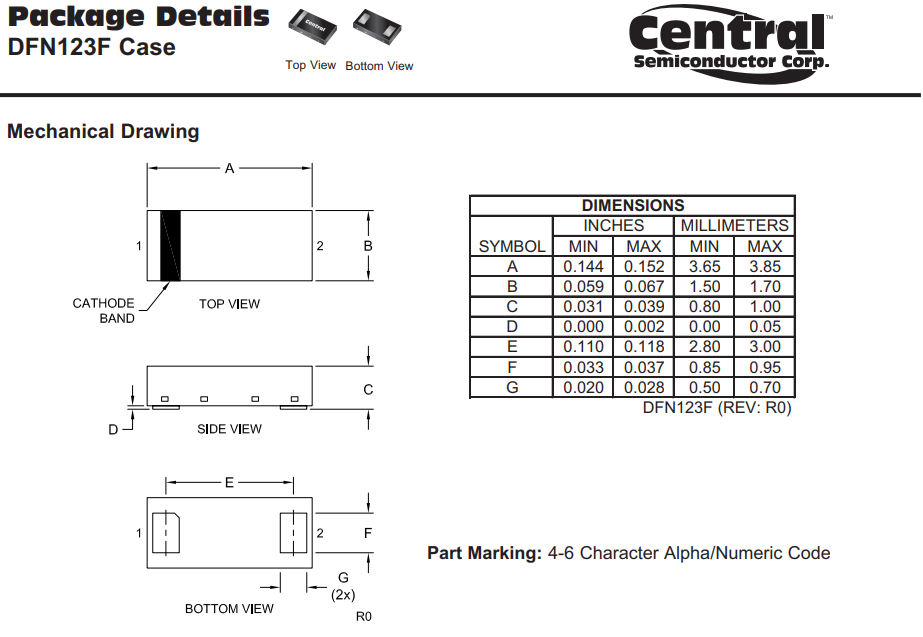 Package Details
DFN123F Case
Central
Top View Bottom View
Central™
Semiconductor Corp.
Mechanical Drawing
A
1
2
B
CATHODE
BAND
TOP VIEW
C
D
SIDE VIEW
E
1
2
F
G
(2x)
BOTTOM VIEW
R0
DIMENSIONS
INCHES MILLIMETERS
SYMBOL MIN MAX MIN MAX
A 0.144 0.152 3.65 3.85
B 0.059 0.067 1.50 1.70
C 0.031 0.039 0.80 1.00
D 0.000 0.002 0.00 0.05
E 0.110 0.118 2.80 3.00
F 0.033 0.037 0.85 0.95
G 0.020 0.028 0.50 0.70
DFN123F (REV: R0)
Part Marking: 4-6 Character Alpha/Numeric Code